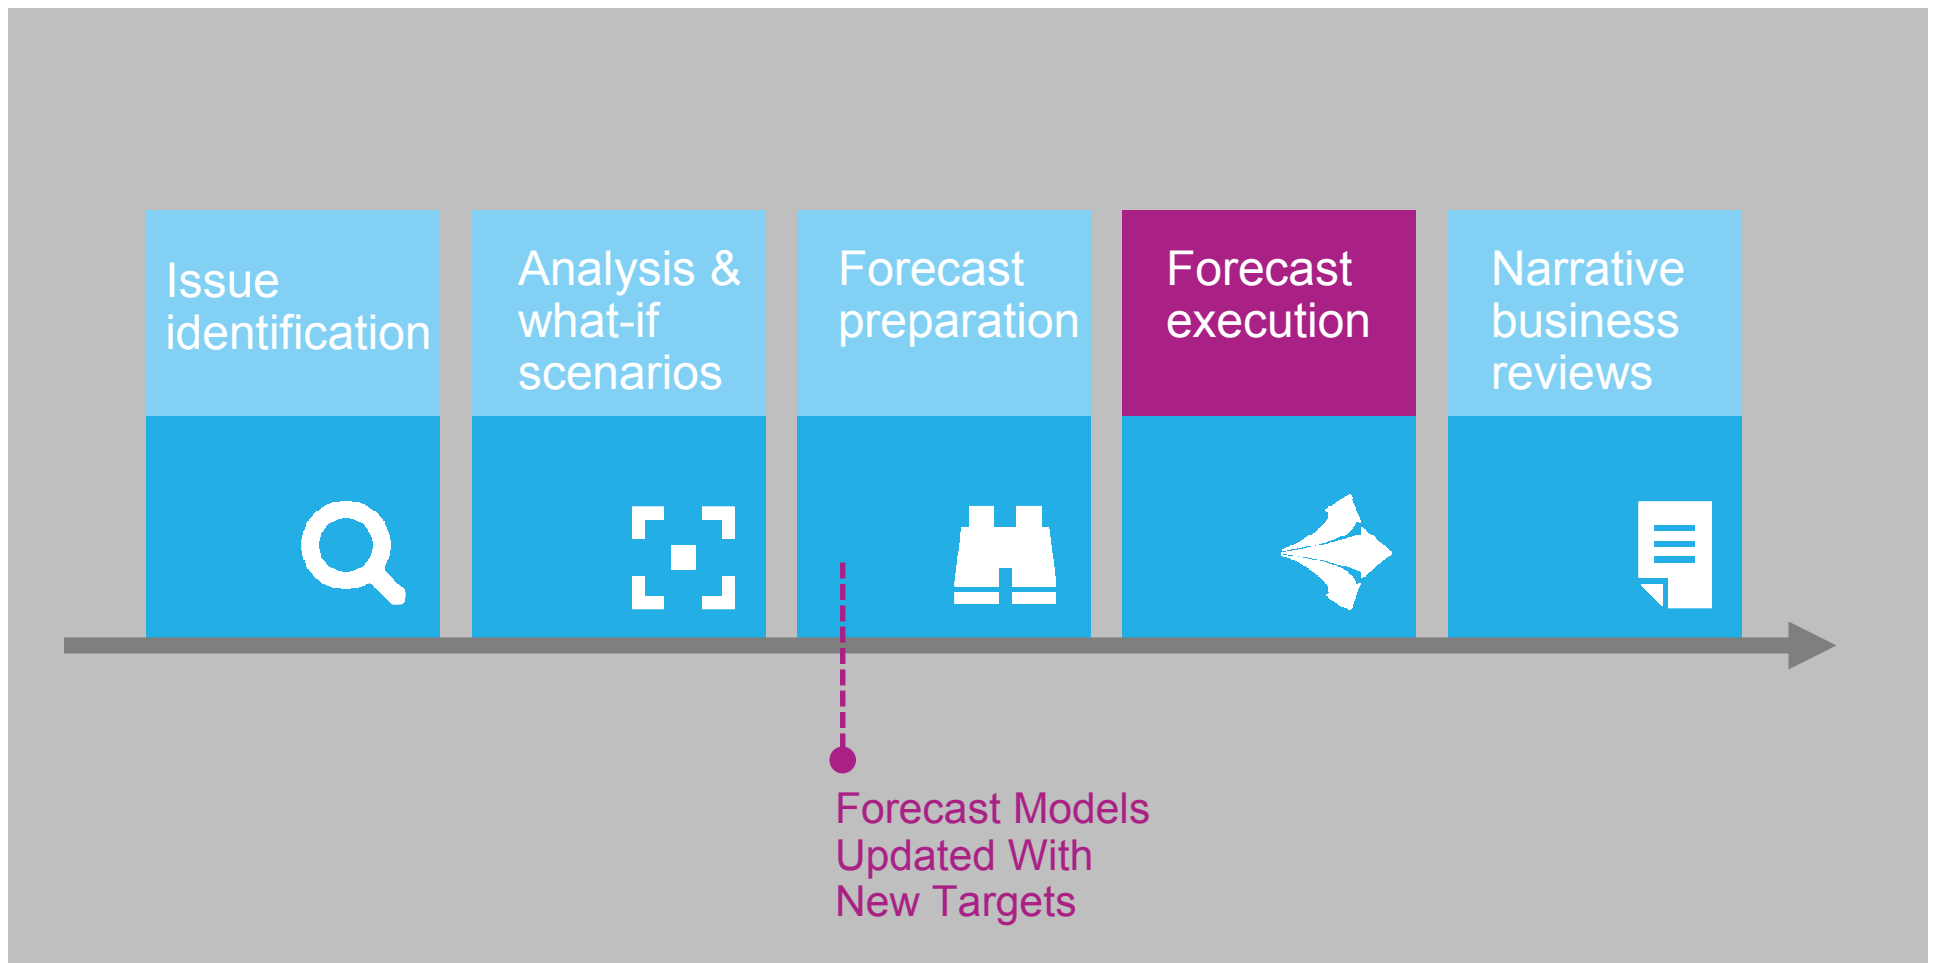 Issue
identification
Analysis &
what-if
scenarios
Forecast
preparation
Forecast
execution
Narrative
business
reviews
Forecast Models
Updated With
New Targets